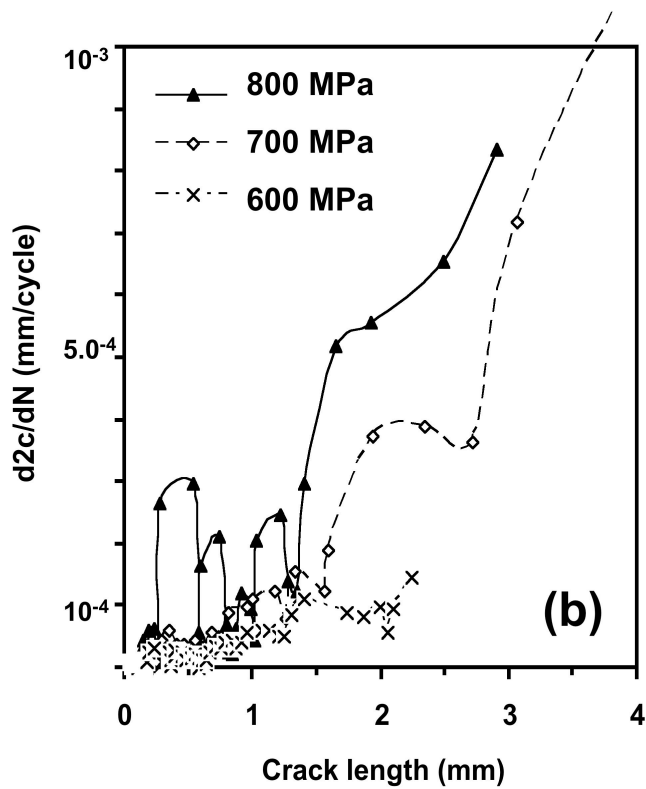 10-3
800 MPa
700 MPa
600 MPa
5.0-4
d2c/dN (mm/cycle)
10-4
(b)
0 1 2 3 4
Crack length (mm)